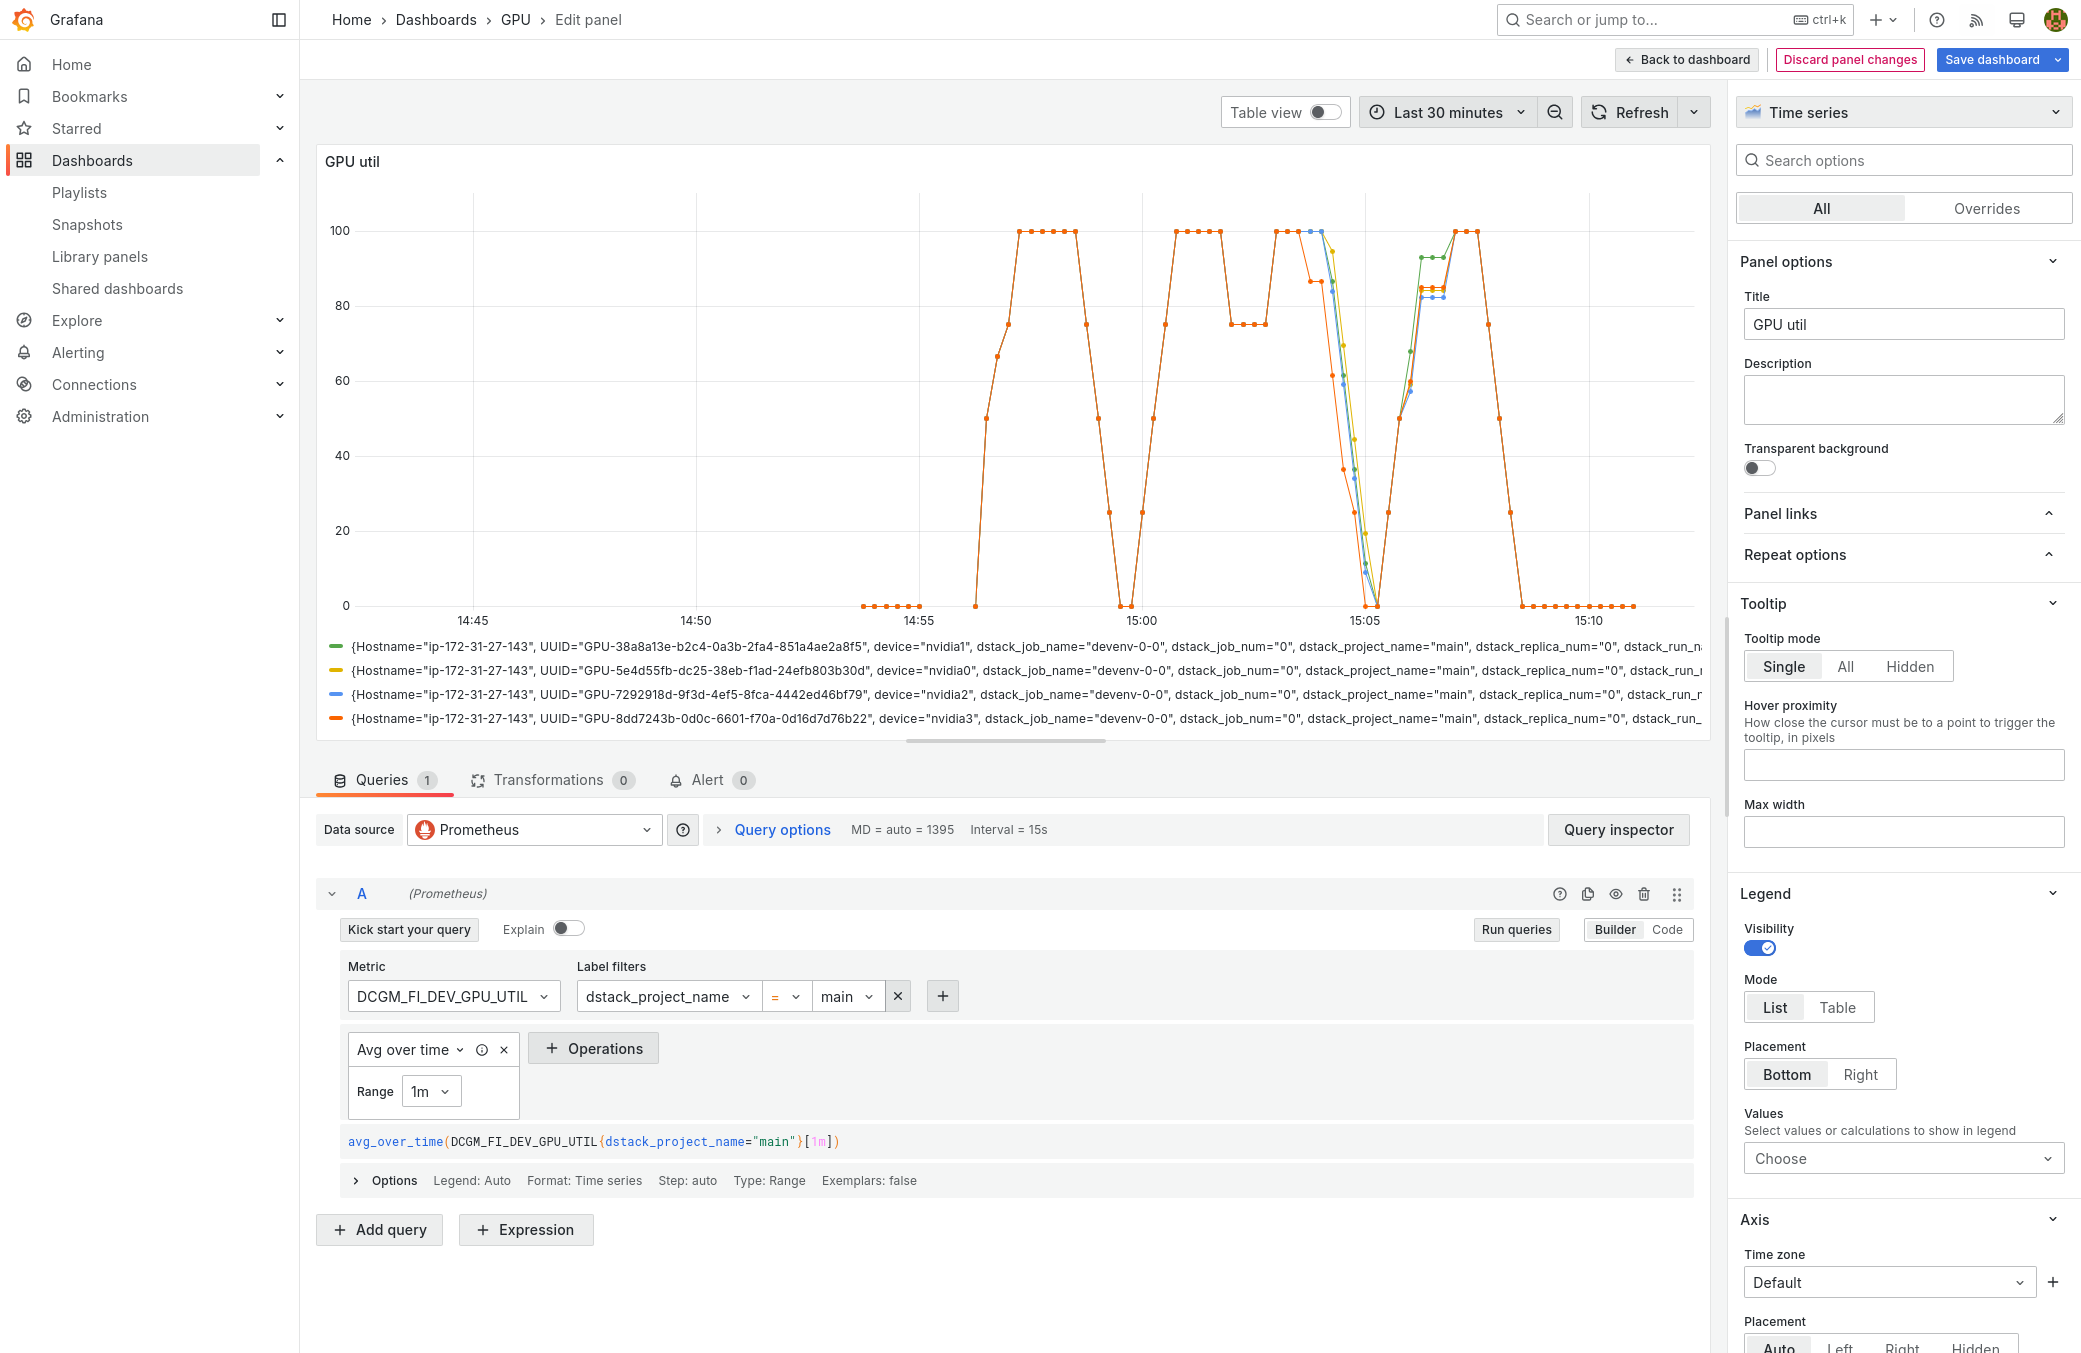 Grafana
Home › Dashboards › GPU › Edit panel
Search or jump to...
ctrl+k
Back to dashboard
Discard panel changes
Save dashboard
Home
Bookmarks
Starred
Dashboards
Playlists
Snapshots
Library panels
Shared dashboards
Explore
Alerting
Connections
Administration
Table view
Last 30 minutes
Refresh
GPU util
100
80
60
40
20
0
14:45
14:50
14:55
15:00
15:05
15:10
{Hostname="ip-172-31-27-143", UUID="GPU-38a8a13e-b2c4-0a3b-2fa4-851a4ae2a8f5", device="nvidia1", dstack_job_name="devenv-0-0", dstack_job_num="0", dstack_project_name="main", dstack_replica_num="0", dstack_run_n
{Hostname="ip-172-31-27-143", UUID="GPU-5e4d55fb-dc25-38eb-f1ad-24efb803b30d", device="nvidia0", dstack_job_name="devenv-0-0", dstack_job_num="0", dstack_project_name="main", dstack_replica_num="0", dstack_run_r
{Hostname="ip-172-31-27-143", UUID="GPU-7292918d-9f3d-4ef5-8fca-4442ed46bf79", device="nvidia2", dstack_job_name="devenv-0-0", dstack_job_num="0", dstack_project_name="main", dstack_replica_num="0", dstack_run_r
{Hostname="ip-172-31-27-143", UUID="GPU-8dd7243b-0d0c-6601-f70a-0d16d7d76b22", device="nvidia3", dstack_job_name="devenv-0-0", dstack_job_num="0", dstack_project_name="main", dstack_replica_num="0", dstack_run_
Queries 1
Transformations 0
Alert 0
Data source
Prometheus
Query options
MD = auto = 1395
Interval = 15s
Query inspector
A
(Prometheus)
Kick start your query
Explain
Run queries
Builder
Code
Metric
Label filters
DCGM_FI_DEV_GPU_UTIL
dstack_project_name
=
main
Avg over time
Operations
Range
1m
avg_over_time(DCGM_FI_DEV_GPU_UTIL{dstack_project_name="main"}[1m])
Options
Legend: Auto
Format: Time series
Step: auto
Type: Range
Exemplars: false
+ Add query
+ Expression
Time series
Search options
All
Overrides
Panel options
Title
GPU util
Description
Transparent background
Panel links
Repeat options
Tooltip
Tooltip mode
Single
All
Hidden
Hover proximity
How close the cursor must be to a point to trigger the
tooltip, in pixels
Max width
Legend
Visibility
Mode
List
Table
Placement
Bottom
Right
Values
Select values or calculations to show in legend
Choose
Axis
Time zone
Default
Placement
Auto
Left
Right
Hidden